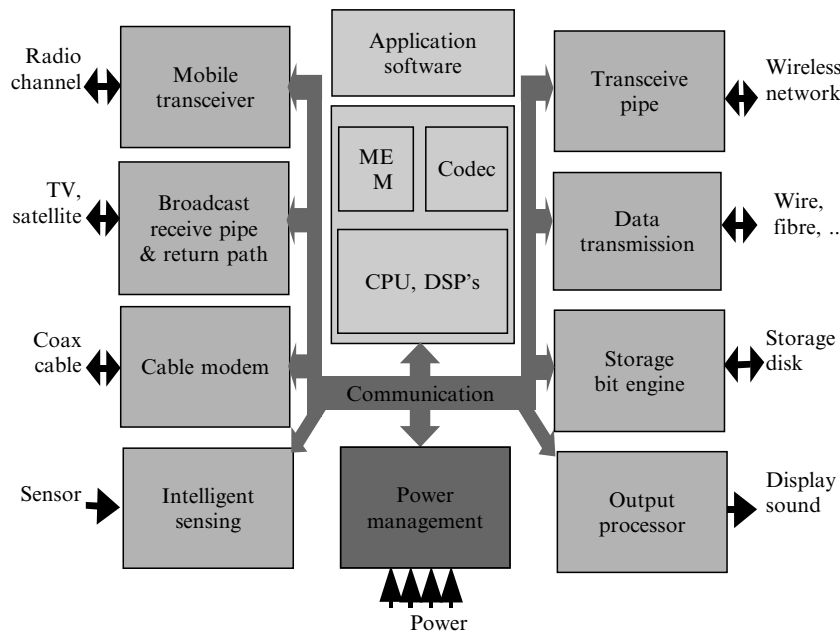 Radio
channel
Mobile
transceiver
Application
software
Transceive
pipe
Wireless
network
TV,
satellite
Broadcast
receive pipe
& return path
ME
M
Codec
CPU, DSP's
Data
transmission
Wire,
fibre, ..
Coax
cable
Cable modem
Storage
bit engine
Storage
disk
Communication
Sensor
Intelligent
sensing
Power
management
Output
processor
Display
sound
Power